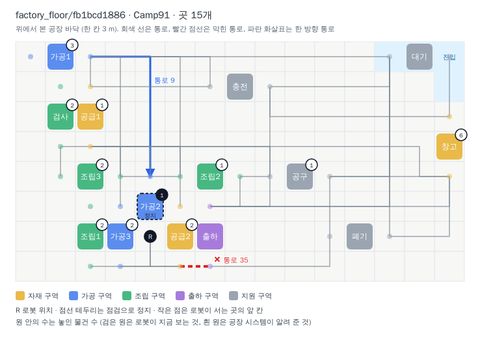 factory_floor/fb1bcd1886 · Camp91 · 곳 15개
위에서 본 공장 바닥 (한 칸 3 m). 회색 선은 통로, 빨간 점선은 막힌 통로, 파란 화살표는 한 방향 통로
가공1 3
대기
진입
통로 9
충전
검사 2
공급1 1
창고 6
조립3 2
조립2 1
공구 1
가공2 1
정지
조립1 2
가공3 2
R
공급2 2
출하
폐기
× 통로 35
자재 구역
가공 구역
조립 구역
출하 구역
지원 구역
R 로봇 위치 · 점선 테두리는 점검으로 정지 · 작은 점은 로봇이 서는 곳의 앞 칸
원 안의 수는 놓인 물건 수 (검은 원은 로봇이 지금 보는 것, 흰 원은 공장 시스템이 알려 준 것)